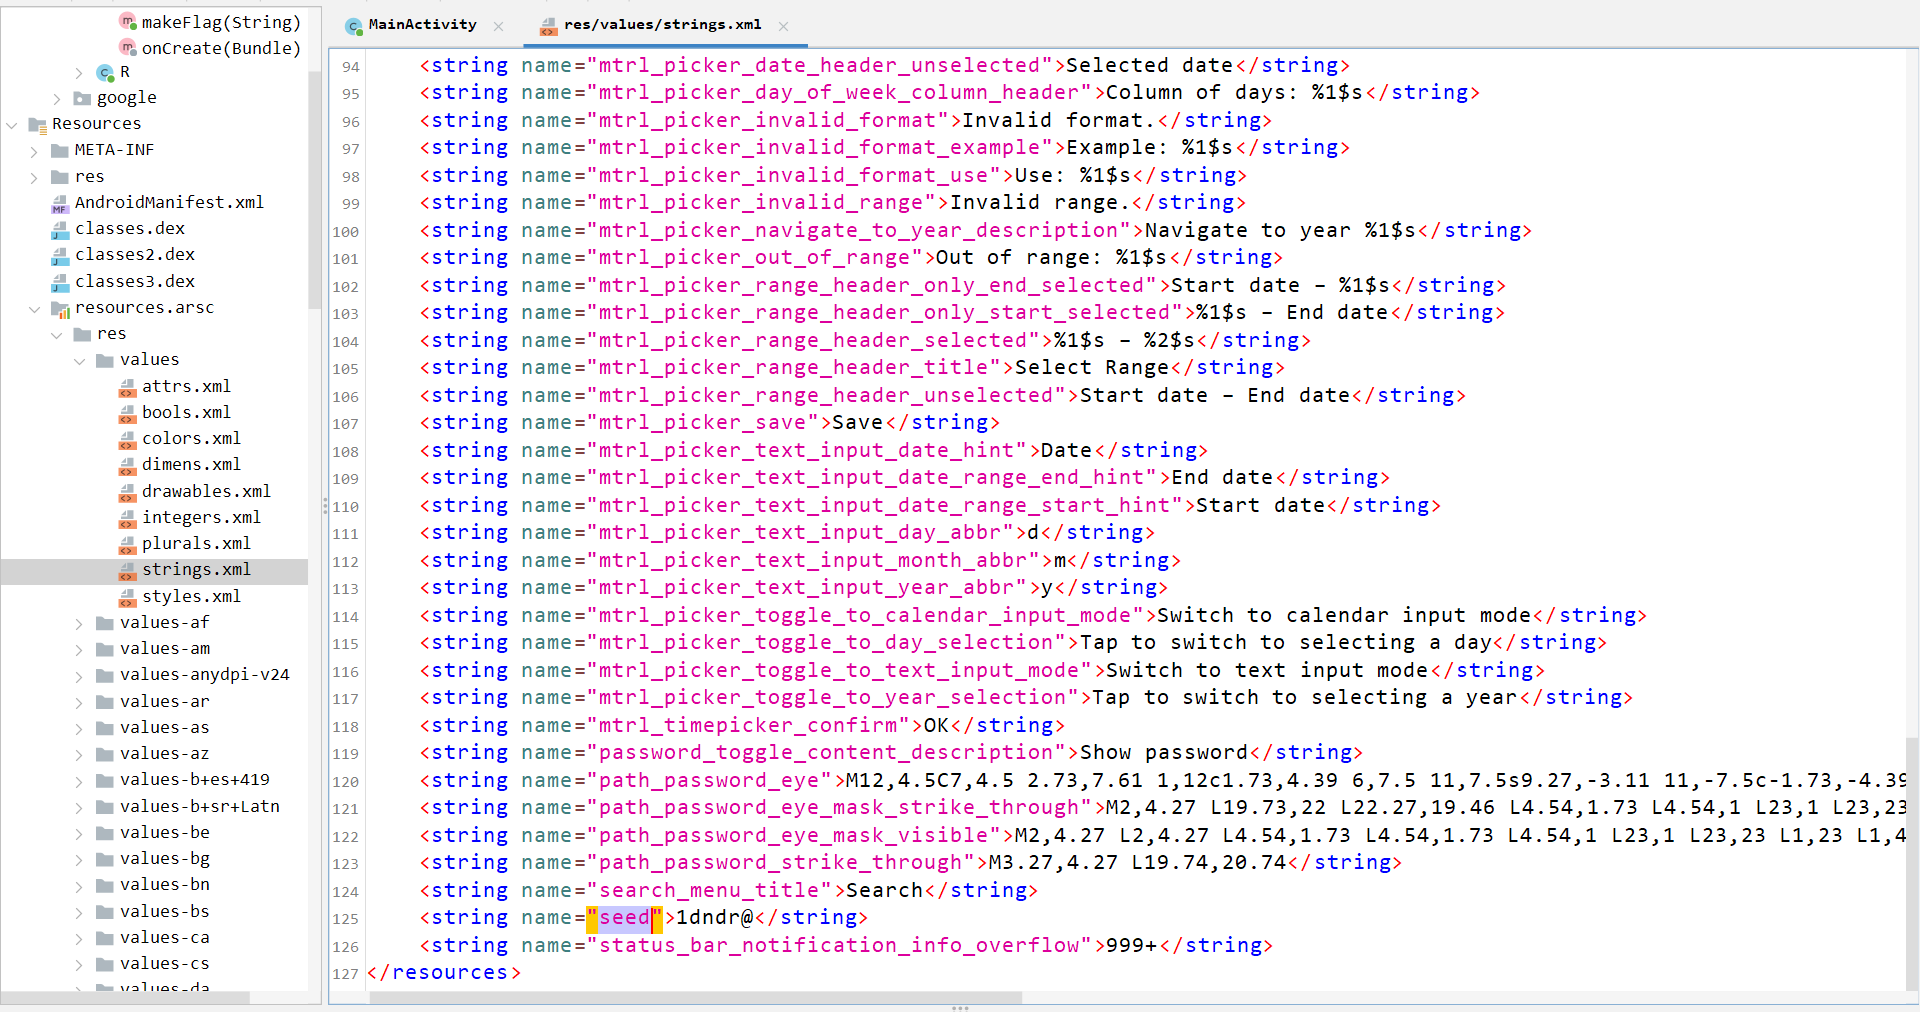 makeFlag(String)
onCreate(Bundle)
R
google
Resources
META-INF
res
AndroidManifest.xml
classes.dex
classes2.dex
classes3.dex
resources.arsc
res
values
attrs.xml
bools.xml
colors.xml
dimens.xml
drawables.xml
integers.xml
plurals.xml
strings.xml
styles.xml
values-af
values-am
values-anydpi-v24
values-ar
values-as
values-az
values-b+es+419
values-b+sr+Latn
values-be
values-bg
values-bn
values-bs
values-ca
values-cs
values-da
MainActivity
res/values/strings.xml
94 <string name="mtrl_picker_date_header_unselected">Selected date</string>
95 <string name="mtrl_picker_day_of_week_column_header">Column of days: %1$s</string>
96 <string name="mtrl_picker_invalid_format">Invalid format.</string>
97 <string name="mtrl_picker_invalid_format_example">Example: %1$s</string>
98 <string name="mtrl_picker_invalid_format_use">Use: %1$s</string>
99 <string name="mtrl_picker_invalid_range">Invalid range.</string>
100 <string name="mtrl_picker_navigate_to_year_description">Navigate to year %1$s</string>
101 <string name="mtrl_picker_out_of_range">Out of range: %1$s</string>
102 <string name="mtrl_picker_range_header_only_end_selected">Start date – %1$s</string>
103 <string name="mtrl_picker_range_header_only_start_selected">%1$s – End date</string>
104 <string name="mtrl_picker_range_header_selected">%1$s – %2$s</string>
105 <string name="mtrl_picker_range_header_title">Select Range</string>
106 <string name="mtrl_picker_range_header_unselected">Start date – End date</string>
107 <string name="mtrl_picker_save">Save</string>
108 <string name="mtrl_picker_text_input_date_hint">Date</string>
109 <string name="mtrl_picker_text_input_date_range_end_hint">End date</string>
110 <string name="mtrl_picker_text_input_date_range_start_hint">Start date</string>
111 <string name="mtrl_picker_text_input_day_abbr">d</string>
112 <string name="mtrl_picker_text_input_month_abbr">m</string>
113 <string name="mtrl_picker_text_input_year_abbr">y</string>
114 <string name="mtrl_picker_toggle_to_calendar_input_mode">Switch to calendar input mode</string>
115 <string name="mtrl_picker_toggle_to_day_selection">Tap to switch to selecting a day</string>
116 <string name="mtrl_picker_toggle_to_text_input_mode">Switch to text input mode</string>
117 <string name="mtrl_picker_toggle_to_year_selection">Tap to switch to selecting a year</string>
118 <string name="mtrl_timepicker_confirm">OK</string>
119 <string name="password_toggle_content_description">Show password</string>
120 <string name="path_password_eye">M12,4.5C7,4.5 2.73,7.61 1,12c1.73,4.39 6,7.5 11,7.5s9.27,-3.11 11,-7.5c-1.73,-4.39
121 <string name="path_password_eye_mask_strike_through">M2,4.27 L19.73,22 L22.27,19.46 L4.54,1.73 L4.54,1 L23,1 L23,23
122 <string name="path_password_eye_mask_visible">M2,4.27 L2,4.27 L4.54,1.73 L4.54,1.73 L4.54,1 L23,1 L23,23 L1,23 L1,4
123 <string name="path_password_strike_through">M3.27,4.27 L19.74,20.74</string>
124 <string name="search_menu_title">Search</string>
125 <string name="seed">1dndr@</string>
126 <string name="status_bar_notification_info_overflow">999+</string>
127 </resources>